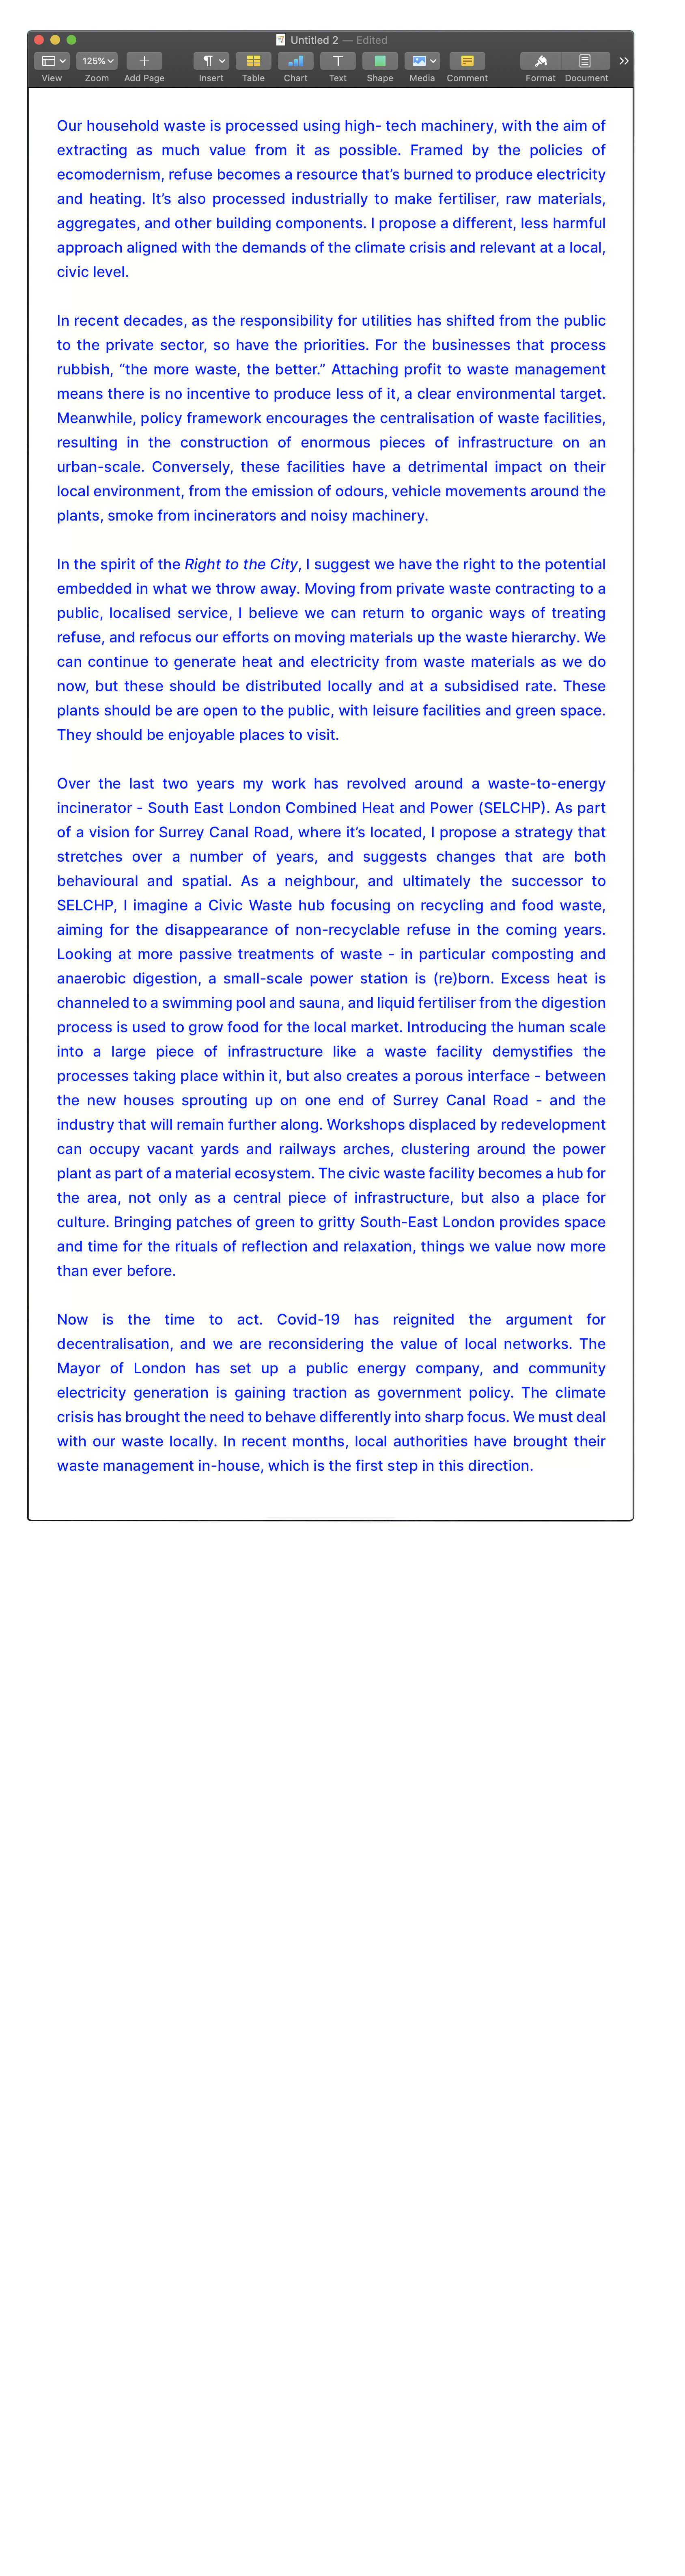 Untitled 2 — Edited
125%
View Zoom Add Page Insert Table Chart Text Shape Media Comment Format Document
Our household waste is processed using high- tech machinery, with the aim of
extracting as much value from it as possible. Framed by the policies of
ecomodernism, refuse becomes a resource that’s burned to produce electricity
and heating. It’s also processed industrially to make fertiliser, raw materials,
aggregates, and other building components. I propose a different, less harmful
approach aligned with the demands of the climate crisis and relevant at a local,
civic level.
In recent decades, as the responsibility for utilities has shifted from the public
to the private sector, so have the priorities. For the businesses that process
rubbish, “the more waste, the better.” Attaching profit to waste management
means there is no incentive to produce less of it, a clear environmental target.
Meanwhile, policy framework encourages the centralisation of waste facilities,
resulting in the construction of enormous pieces of infrastructure on an
urban-scale. Conversely, these facilities have a detrimental impact on their
local environment, from the emission of odours, vehicle movements around the
plants, smoke from incinerators and noisy machinery.
In the spirit of the Right to the City, I suggest we have the right to the potential
embedded in what we throw away. Moving from private waste contracting to a
public, localised service, I believe we can return to organic ways of treating
refuse, and refocus our efforts on moving materials up the waste hierarchy. We
can continue to generate heat and electricity from waste materials as we do
now, but these should be distributed locally and at a subsidised rate. These
plants should be are open to the public, with leisure facilities and green space.
They should be enjoyable places to visit.
Over the last two years my work has revolved around a waste-to-energy
incinerator - South East London Combined Heat and Power (SELCHP). As part
of a vision for Surrey Canal Road, where it’s located, I propose a strategy that
stretches over a number of years, and suggests changes that are both
behavioural and spatial. As a neighbour, and ultimately the successor to
SELCHP, I imagine a Civic Waste hub focusing on recycling and food waste,
aiming for the disappearance of non-recyclable refuse in the coming years.
Looking at more passive treatments of waste - in particular composting and
anaerobic digestion, a small-scale power station is (re)born. Excess heat is
channeled to a swimming pool and sauna, and liquid fertiliser from the digestion
process is used to grow food for the local market. Introducing the human scale
into a large piece of infrastructure like a waste facility demystifies the
processes taking place within it, but also creates a porous interface - between
the new houses sprouting up on one end of Surrey Canal Road - and the
industry that will remain further along. Workshops displaced by redevelopment
can occupy vacant yards and railways arches, clustering around the power
plant as part of a material ecosystem. The civic waste facility becomes a hub for
the area, not only as a central piece of infrastructure, but also a place for
culture. Bringing patches of green to gritty South-East London provides space
and time for the rituals of reflection and relaxation, things we value now more
than ever before.
Now is the time to act. Covid-19 has reignited the argument for
decentralisation, and we are reconsidering the value of local networks. The
Mayor of London has set up a public energy company, and community
electricity generation is gaining traction as government policy. The climate
crisis has brought the need to behave differently into sharp focus. We must deal
with our waste locally. In recent months, local authorities have brought their
waste management in-house, which is the first step in this direction.